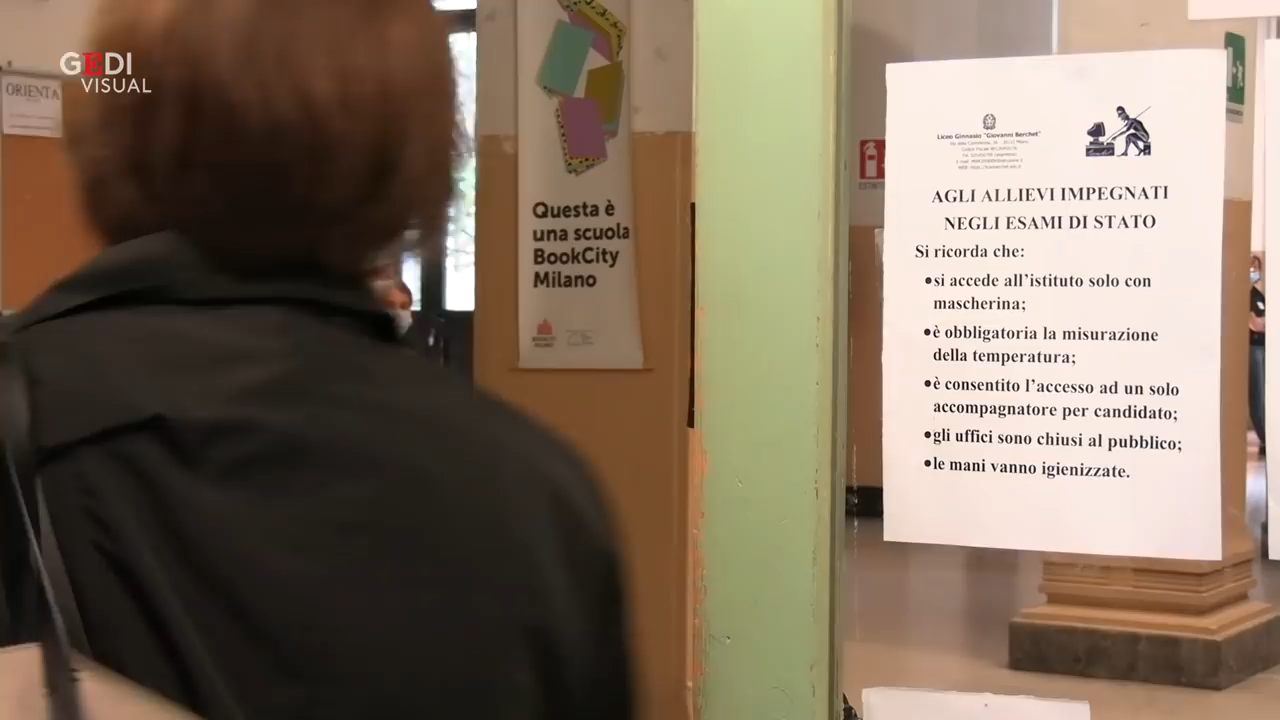 GEDI
VISUAL
ORIENTA
Questa è
una scuola
BookCity
Milano
Liceo Ginnasio "Giovanni Berchet"
AGLI ALLIEVI IMPEGNATI
NEGLI ESAMI DI STATO
Si ricorda che:
•si accede all'istituto solo con
mascherina;
•è obbligatoria la misurazione
della temperatura;
•è consentito l'accesso ad un solo
accompagnatore per candidato;
•gli uffici sono chiusi al pubblico;
•le mani vanno igienizzate.